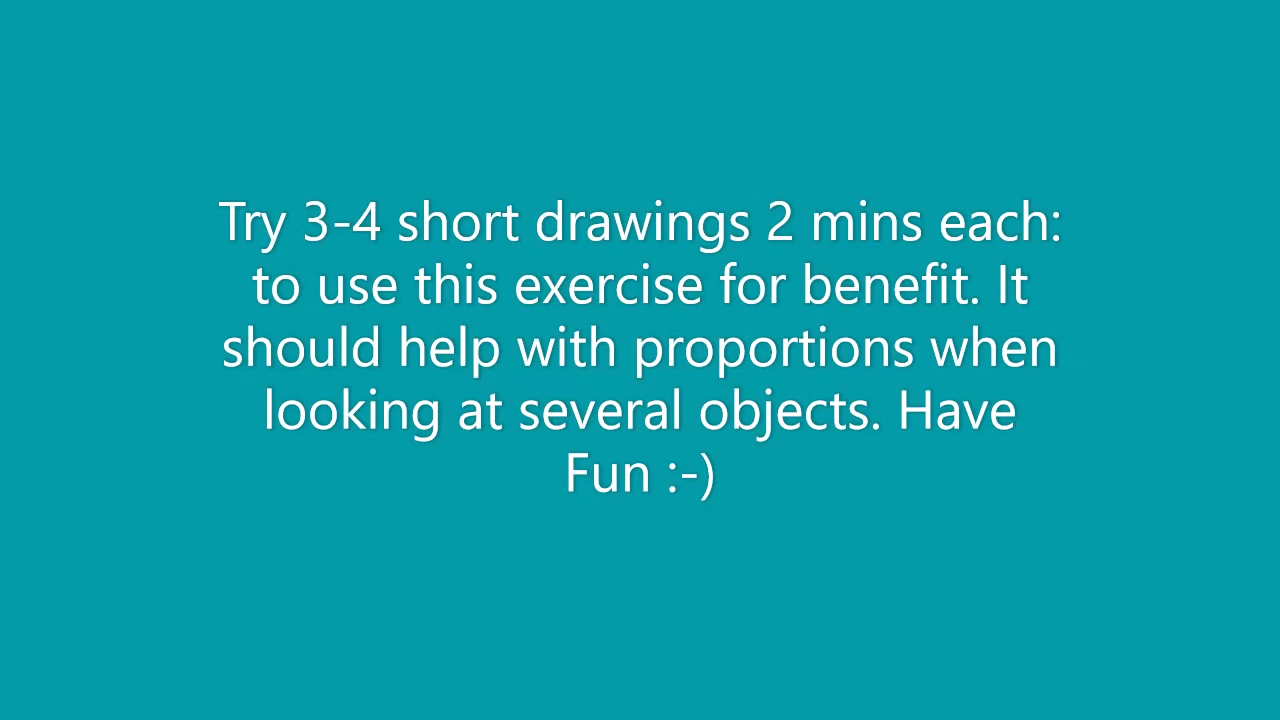 Try 3-4 short drawings 2 mins each:
to use this exercise for benefit. It
should help with proportions when
looking at several objects. Have
Fun :-)